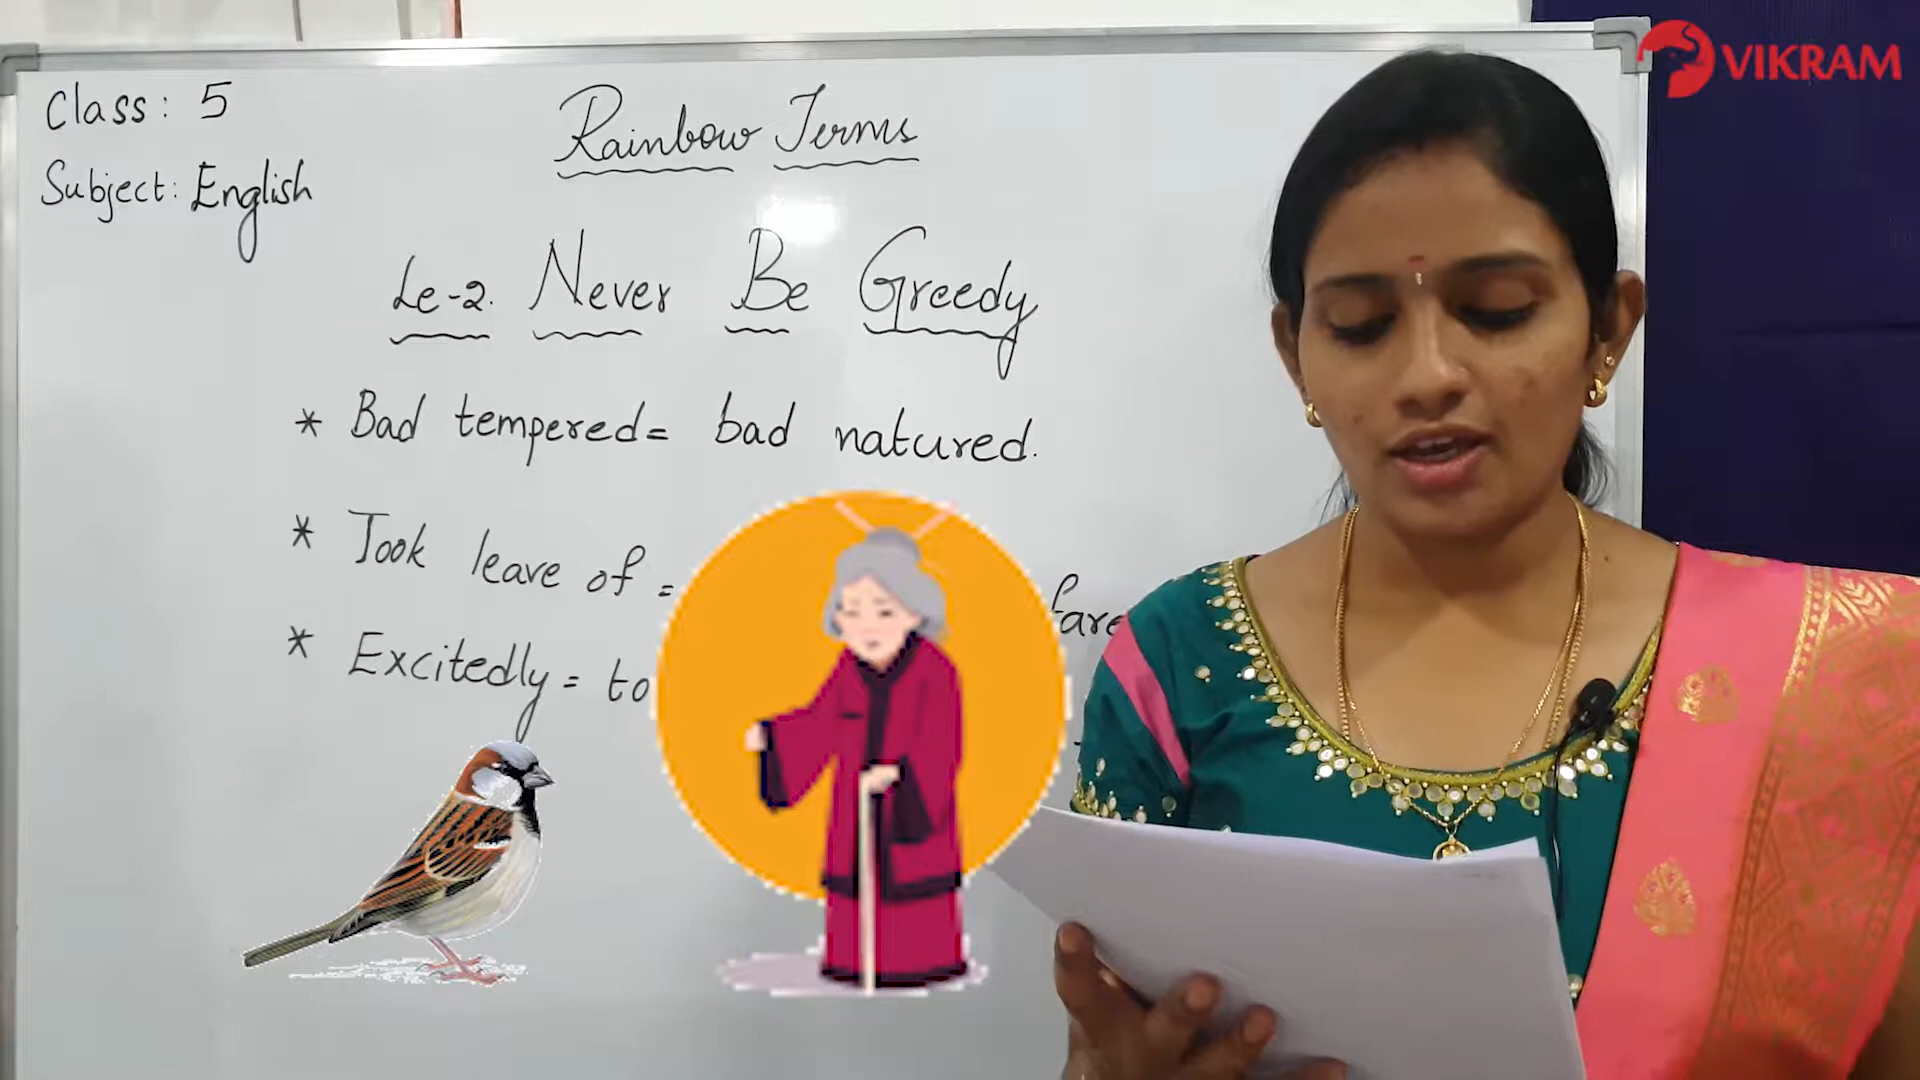 VIKRAM
Class: 5
Subject: English
Rainbow Terms
Le-2. Never Be Greedy
* Bad tempered = bad natured.
* Took leave of =
* Excitedly = to